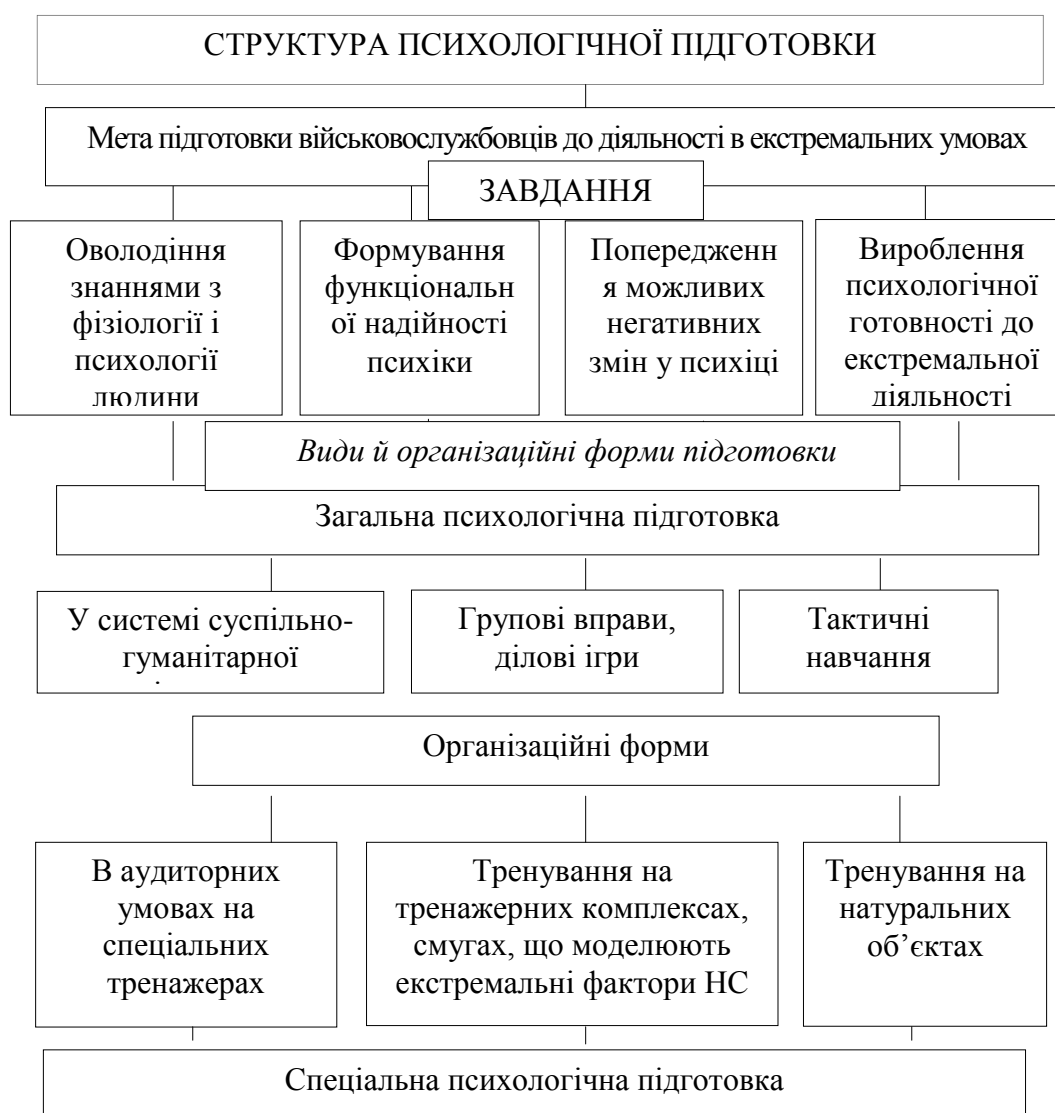 СТРУКТУРА ПСИХОЛОГІЧНОЇ ПІДГОТОВКИ
Мета підготовки військовослужбовців до діяльності в екстремальних умовах
ЗАВДАННЯ
Оволодіння
знаннями з
фізіології і
психології
людини
Формування
функціональн
ої надійності
психіки
Попередженн
я можливих
негативних
змін у психіці
Вироблення
психологічної
готовності до
екстремальної
діяльності
Види й організаційні форми підготовки
Загальна психологічна підготовка
У системі суспільно-
гуманітарної
Групові вправи,
ділові ігри
Тактичні
навчання
Організаційні форми
В аудиторних
умовах на
спеціальних
тренажерах
Тренування на
тренажерних комплексах,
смугах, що моделюють
екстремальні фактори НС
Тренування на
натуральних
об’єктах
Спеціальна психологічна підготовка